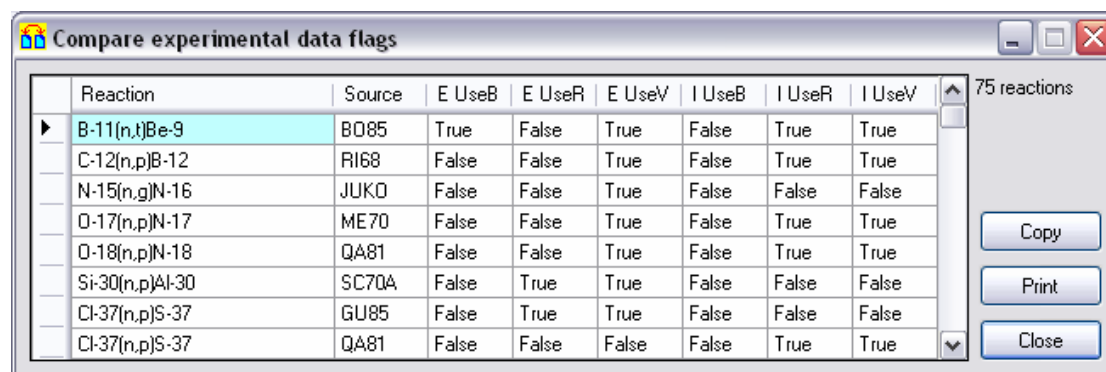 Compare experimental data flags
Reaction Source E UseB E UseR E UseV I UseB I UseR I UseV
75 reactions
B-11(n,t)Be-9 BO85 True False True False True True
C-12(n,p)B-12 RI68 False False True False True True
N-15(n,g)N-16 JUKO False False True False False False
O-17(n,p)N-17 ME70 False False True False True True
O-18(n,p)N-18 QA81 False False True False True True
Si-30(n,p)Al-30 SC70A False True True False True True
Cl-37(n,p)S-37 GU85 False True True False False False
Cl-37(n,p)S-37 QA81 False False False False True True
Copy
Print
Close